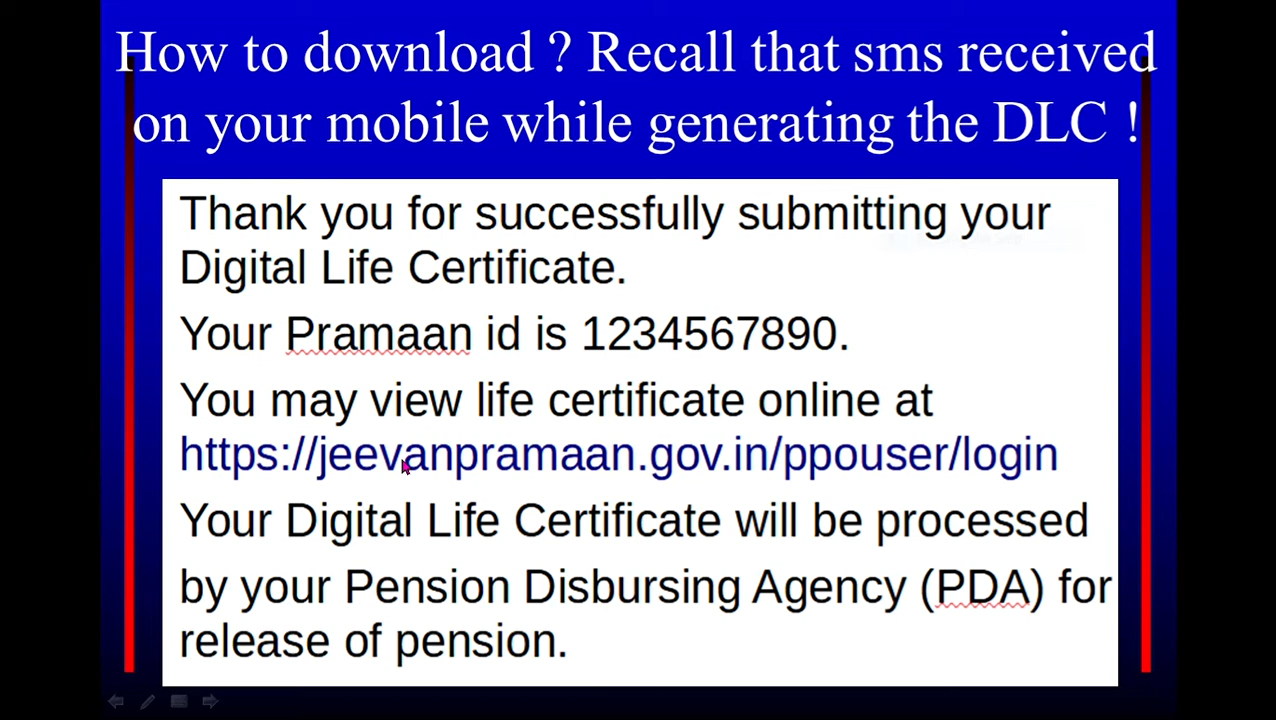 How to download ? Recall that sms received
on your mobile while generating the DLC !
Thank you for successfully submitting your
Digital Life Certificate.
Your Pramaan id is 1234567890.
You may view life certificate online at
https://jeevanpramaan.gov.in/ppouser/login
Your Digital Life Certificate will be processed
by your Pension Disbursing Agency (PDA) for
release of pension.